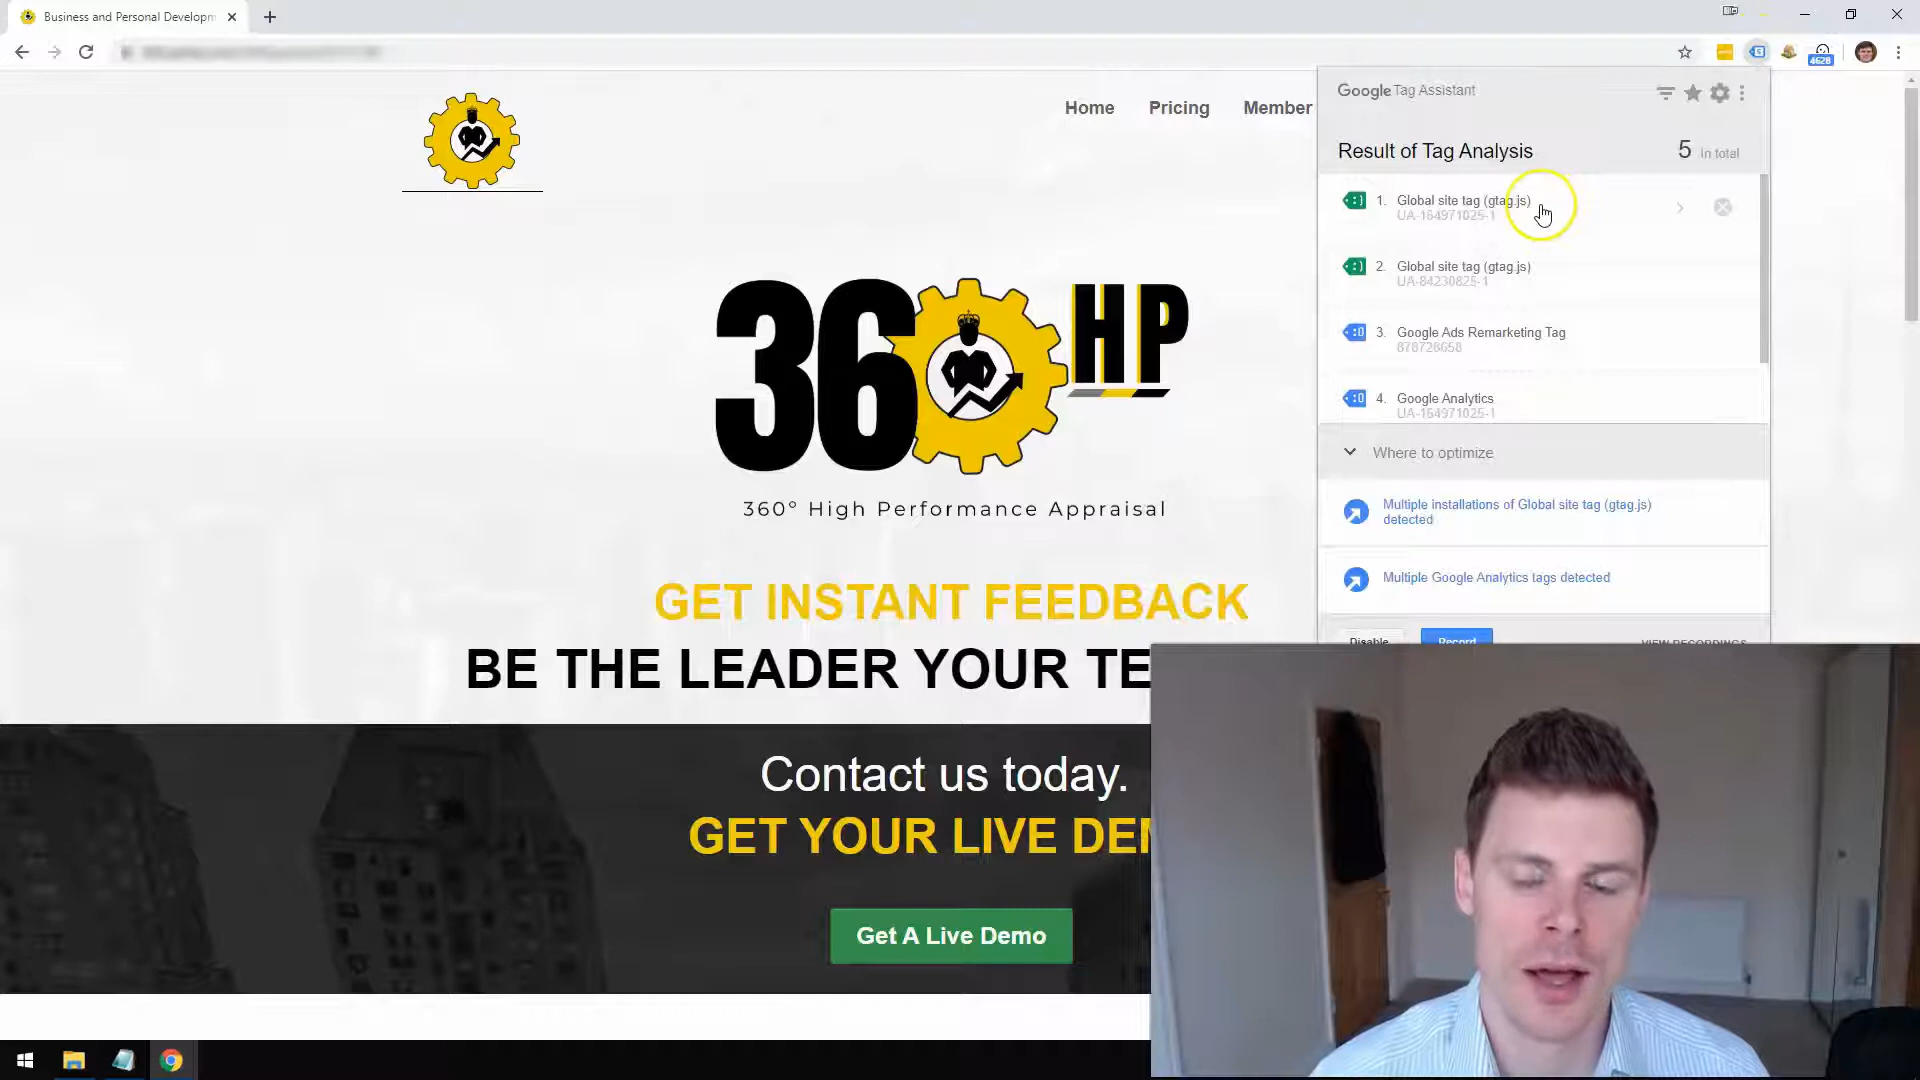 Business and Personal Developm
4628
Home Pricing Member
Google Tag Assistant
Result of Tag Analysis 5 In total
1. Global site tag (gtag.js)
UA-164971025-1
2. Global site tag (gtag.js)
UA-84230825-1
3. Google Ads Remarketing Tag
878728658
4. Google Analytics
UA-164971025-1
Where to optimize
Multiple installations of Global site tag (gtag.js)
detected
Multiple Google Analytics tags detected
Disable Record VIEW RECORDINGS
360 HP
360° High Performance Appraisal
GET INSTANT FEEDBACK
BE THE LEADER YOUR TE
Contact us today.
GET YOUR LIVE DEM
Get A Live Demo